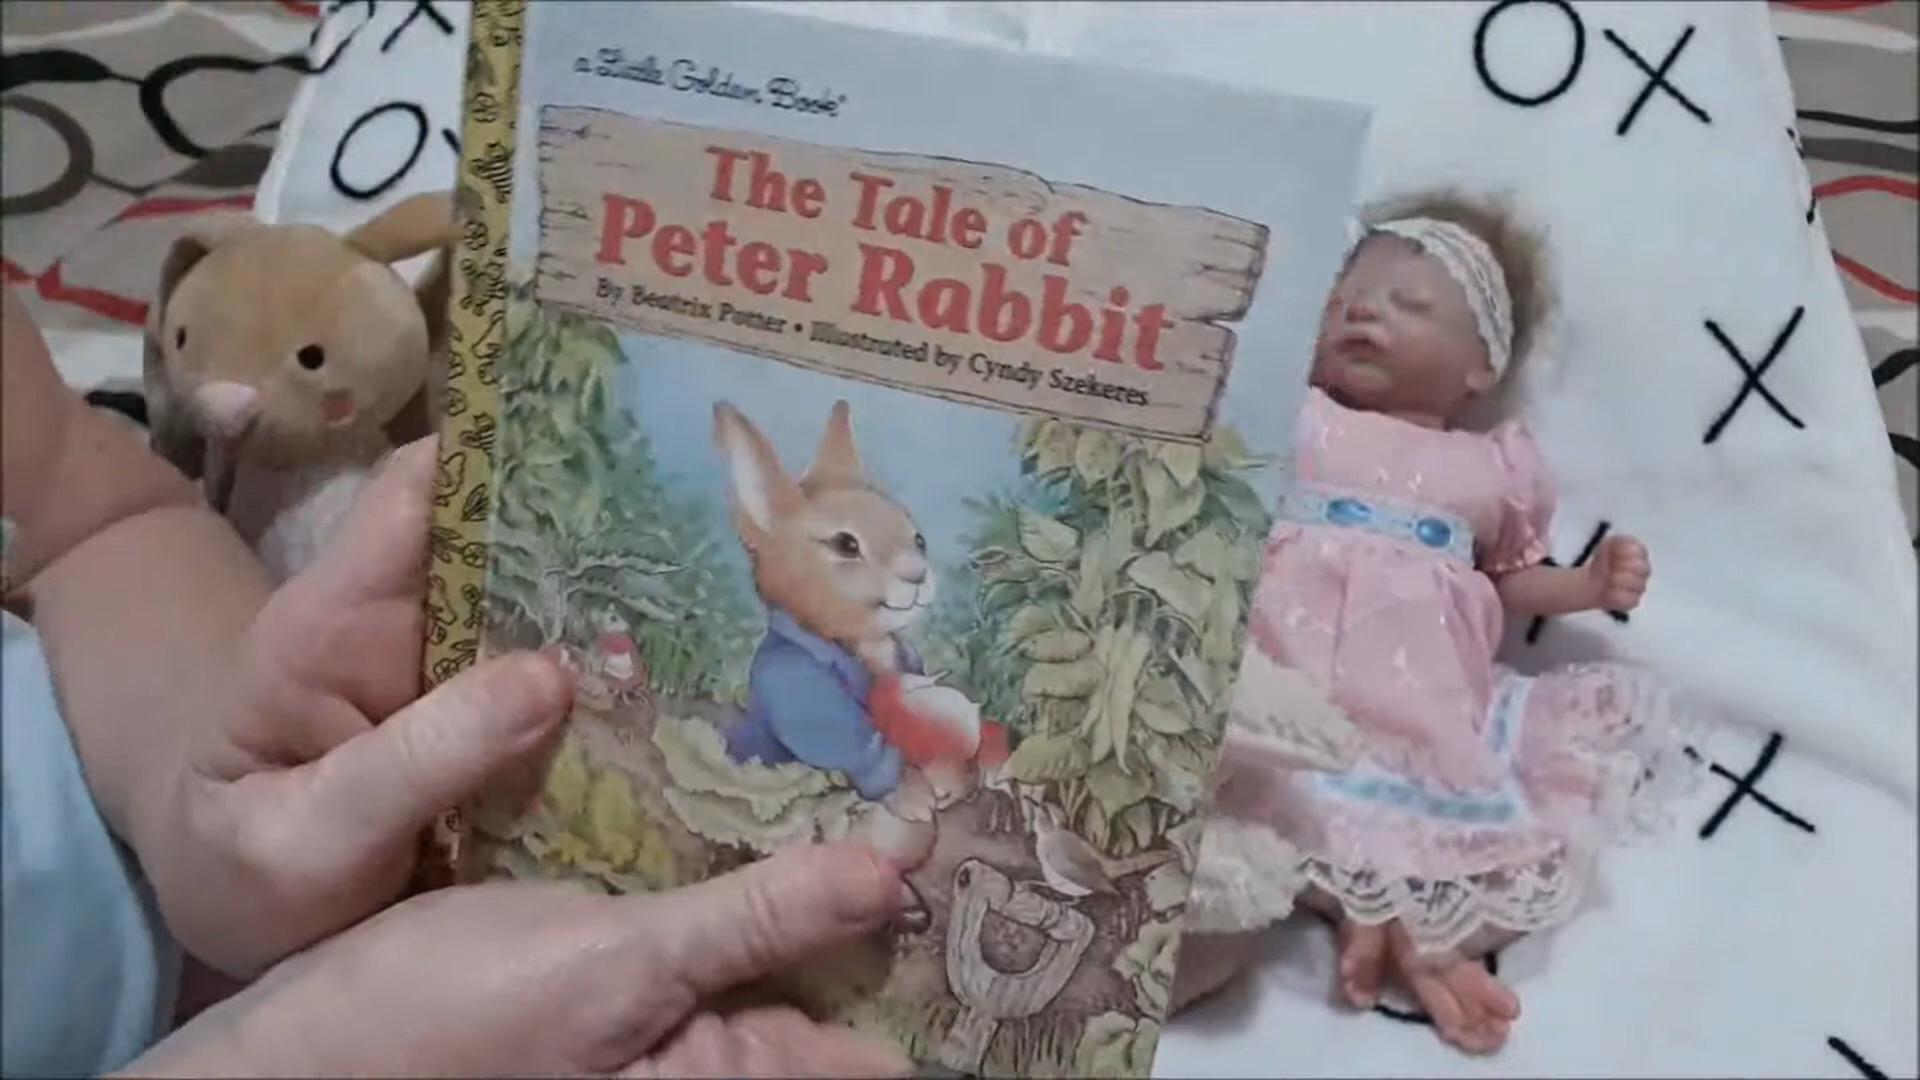 a Little Golden Book®
The Tale of
Peter Rabbit
By Beatrix Potter • Illustrated by Cyndy Szekeres
O X
O
X
X
X